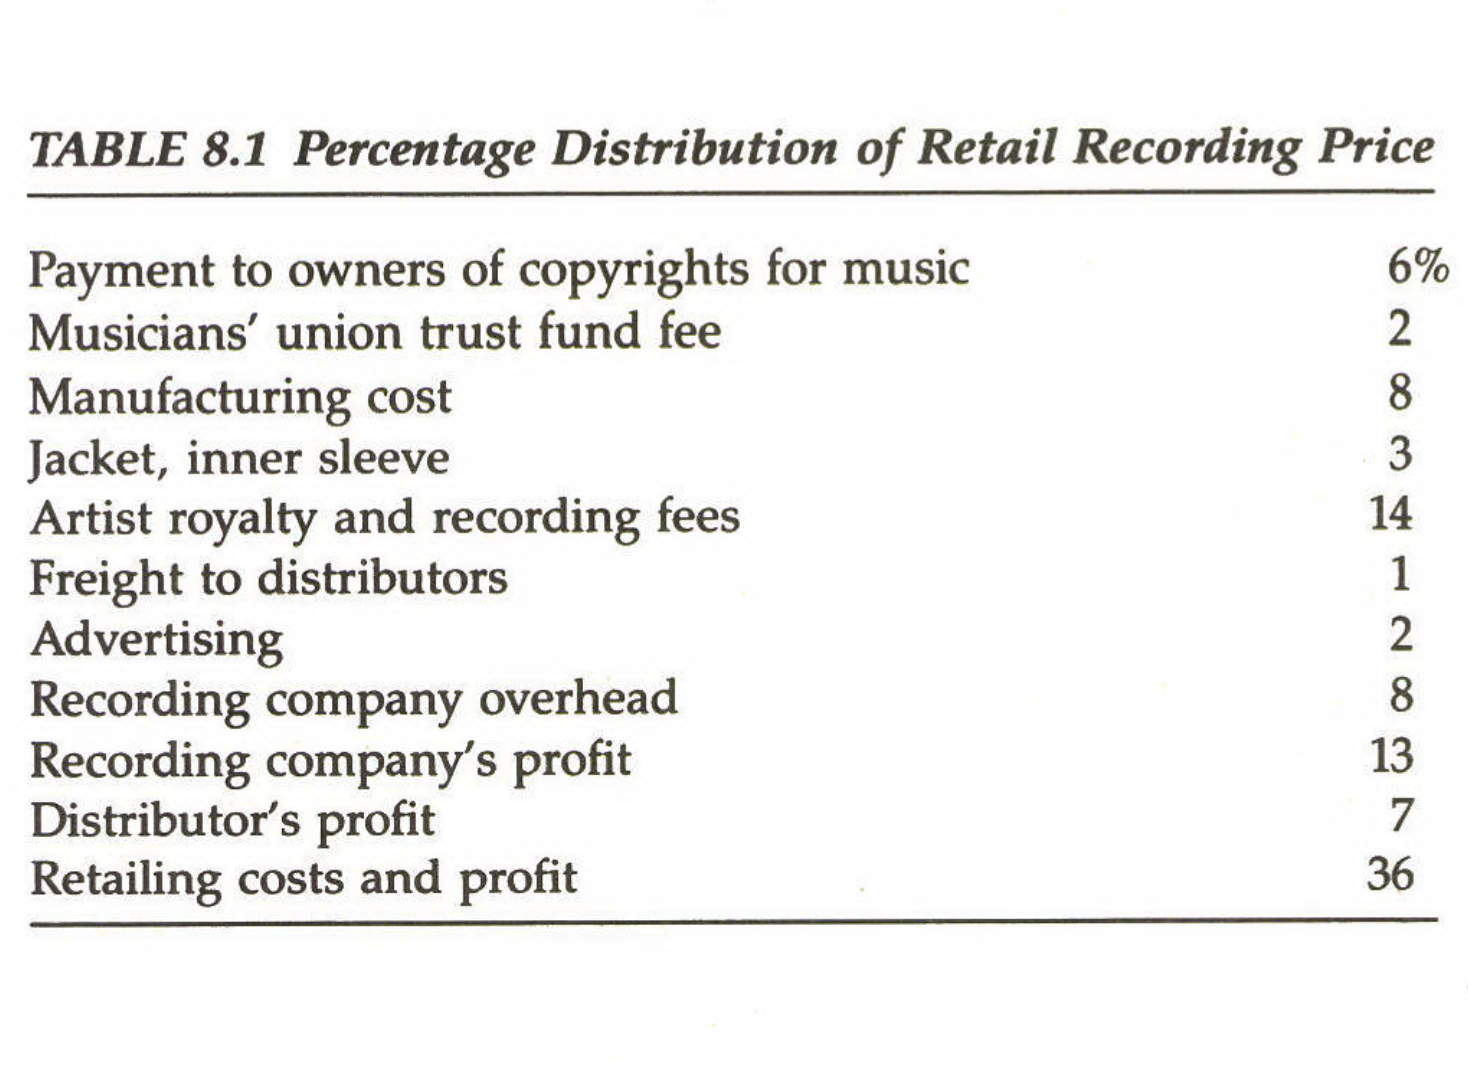 TABLE 8.1 Percentage Distribution of Retail Recording Price
Payment to owners of copyrights for music 6%
Musicians' union trust fund fee 2
Manufacturing cost 8
Jacket, inner sleeve 3
Artist royalty and recording fees 14
Freight to distributors 1
Advertising 2
Recording company overhead 8
Recording company's profit 13
Distributor's profit 7
Retailing costs and profit 36